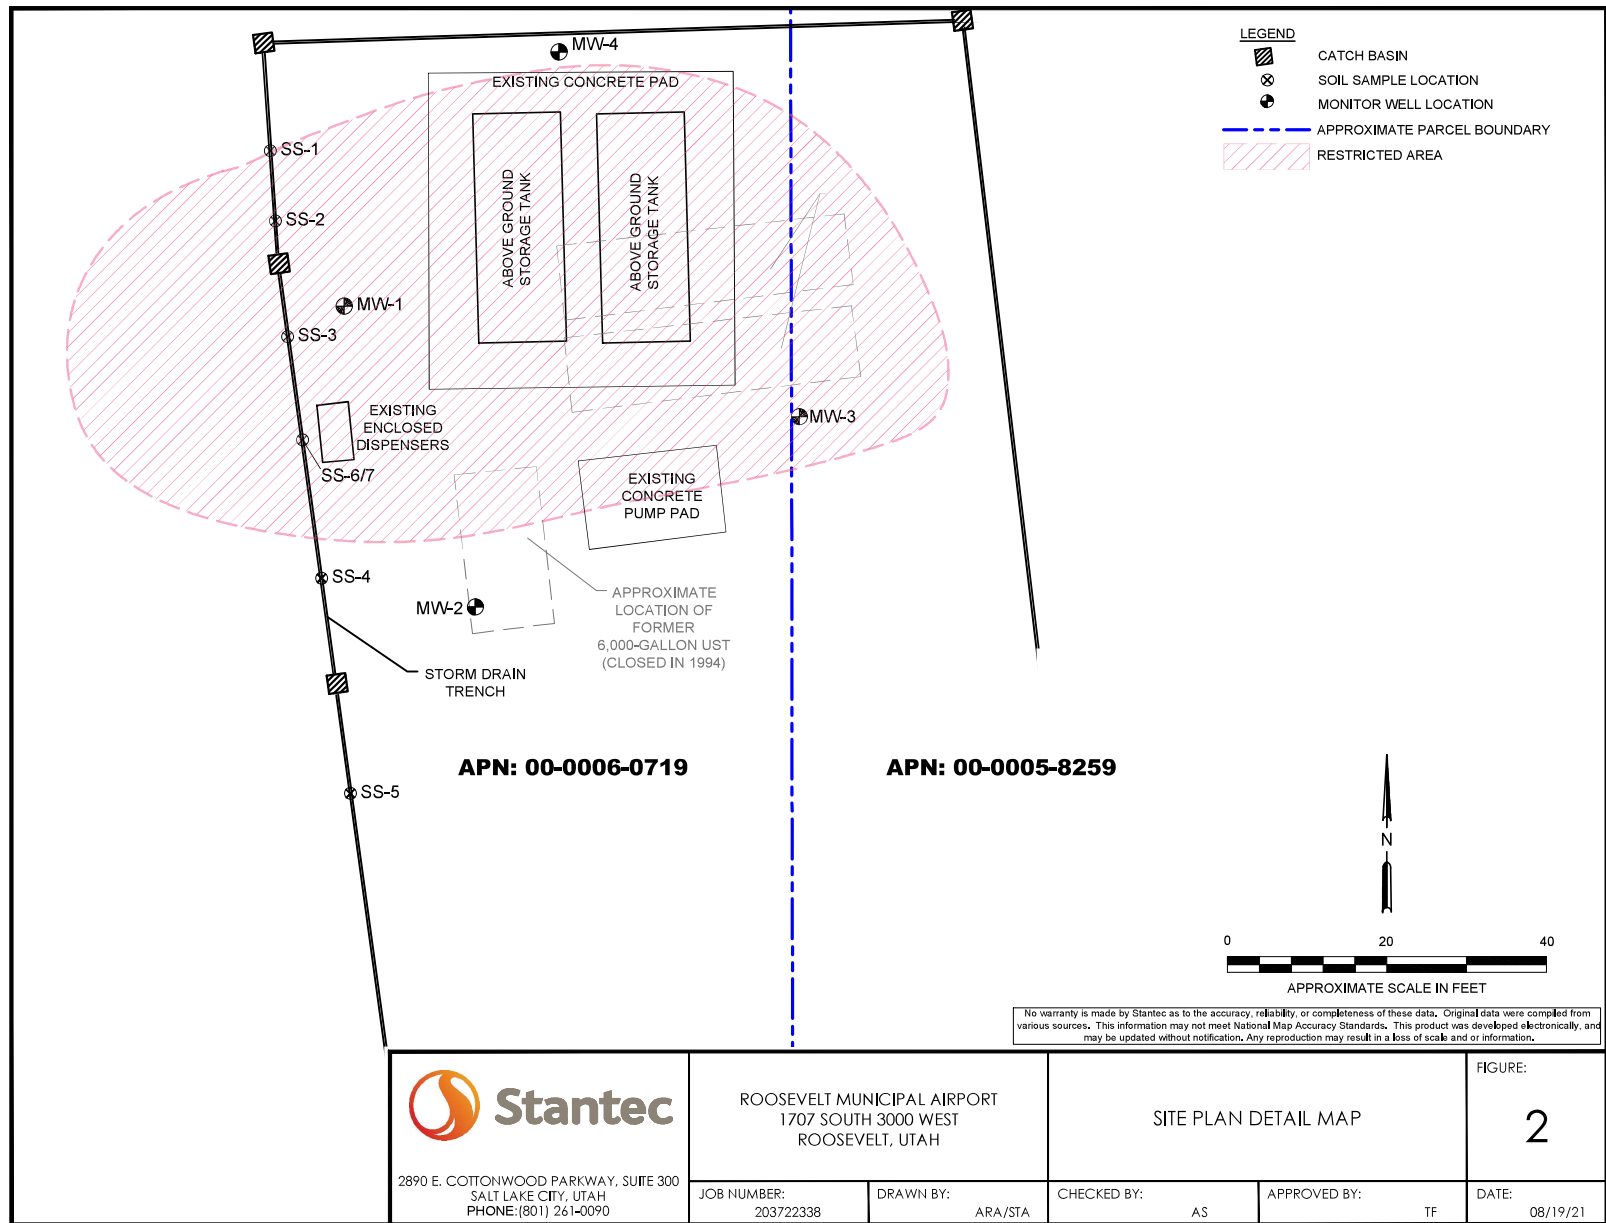 MW-4
EXISTING CONCRETE PAD
SS-1
SS-2
ABOVE GROUND
STORAGE TANK
ABOVE GROUND
STORAGE TANK
MW-1
SS-3
EXISTING
ENCLOSED
DISPENSERS
MW-3
SS-6/7
EXISTING
CONCRETE
PUMP PAD
SS-4
MW-2
APPROXIMATE
LOCATION OF
FORMER
6,000-GALLON UST
(CLOSED IN 1994)
STORM DRAIN
TRENCH
APN: 00-0006-0719
APN: 00-0005-8259
SS-5
LEGEND
CATCH BASIN
SOIL SAMPLE LOCATION
MONITOR WELL LOCATION
APPROXIMATE PARCEL BOUNDARY
RESTRICTED AREA
N
0 20 40
APPROXIMATE SCALE IN FEET
No warranty is made by Stantec as to the accuracy, reliability, or completeness of these data. Original data were compiled from
various sources. This information may not meet National Map Accuracy Standards. This product was developed electronically, and
may be updated without notification. Any reproduction may result in a loss of scale and or information.
Stantec
2890 E. COTTONWOOD PARKWAY, SUITE 300
SALT LAKE CITY, UTAH
PHONE:(801) 261-0090
ROOSEVELT MUNICIPAL AIRPORT
1707 SOUTH 3000 WEST
ROOSEVELT, UTAH
SITE PLAN DETAIL MAP
FIGURE:
2
JOB NUMBER:
203722338
DRAWN BY:
ARA/STA
CHECKED BY:
AS
APPROVED BY:
TF
DATE:
08/19/21